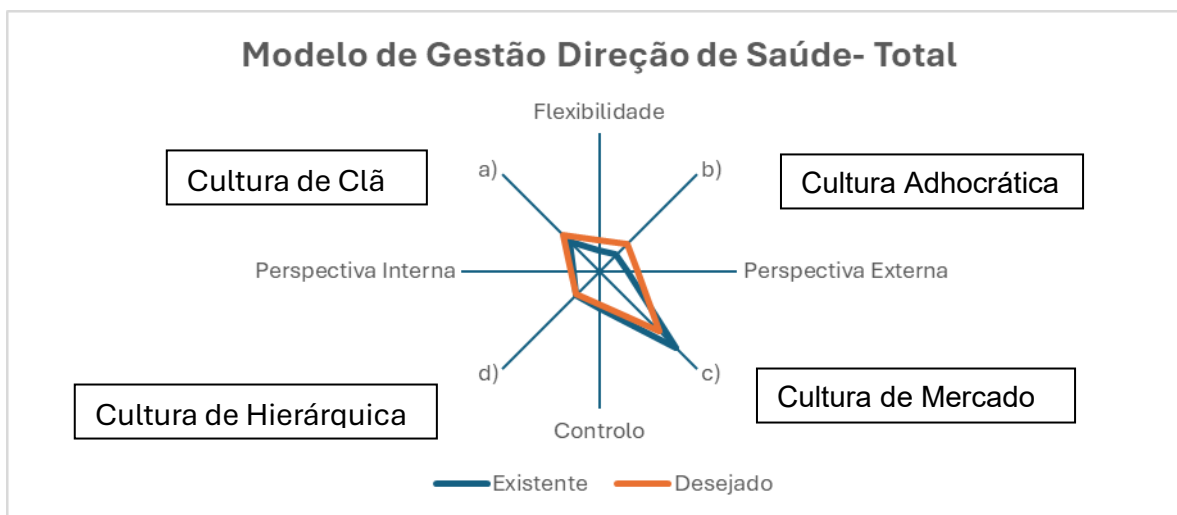 Modelo de Gestão Direção de Saúde- Total
Flexibilidade
Cultura de Clã
a)
b)
Cultura Adhocrática
Perspectiva Interna
Perspectiva Externa
d)
c)
Cultura de Hierárquica
Cultura de Mercado
Controlo
Existente
Desejado